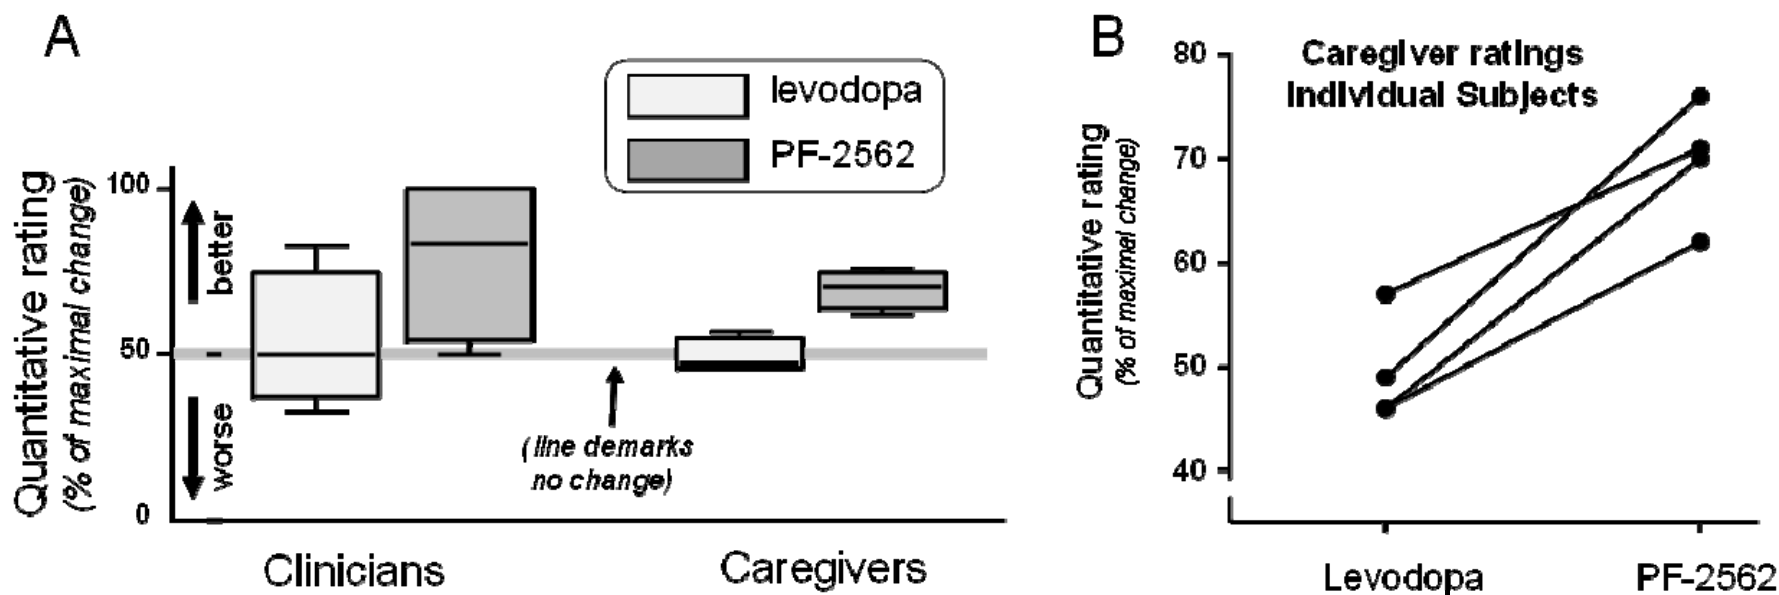 A
levodopa
PF-2562
Quantitative rating
(% of maximal change)
100
50
0
better
worse
(line demarks
no change)
Clinicians
Caregivers
B
Caregiver ratings
Individual Subjects
Quantitative rating
(% of maximal change)
80
70
60
50
40
Levodopa
PF-2562